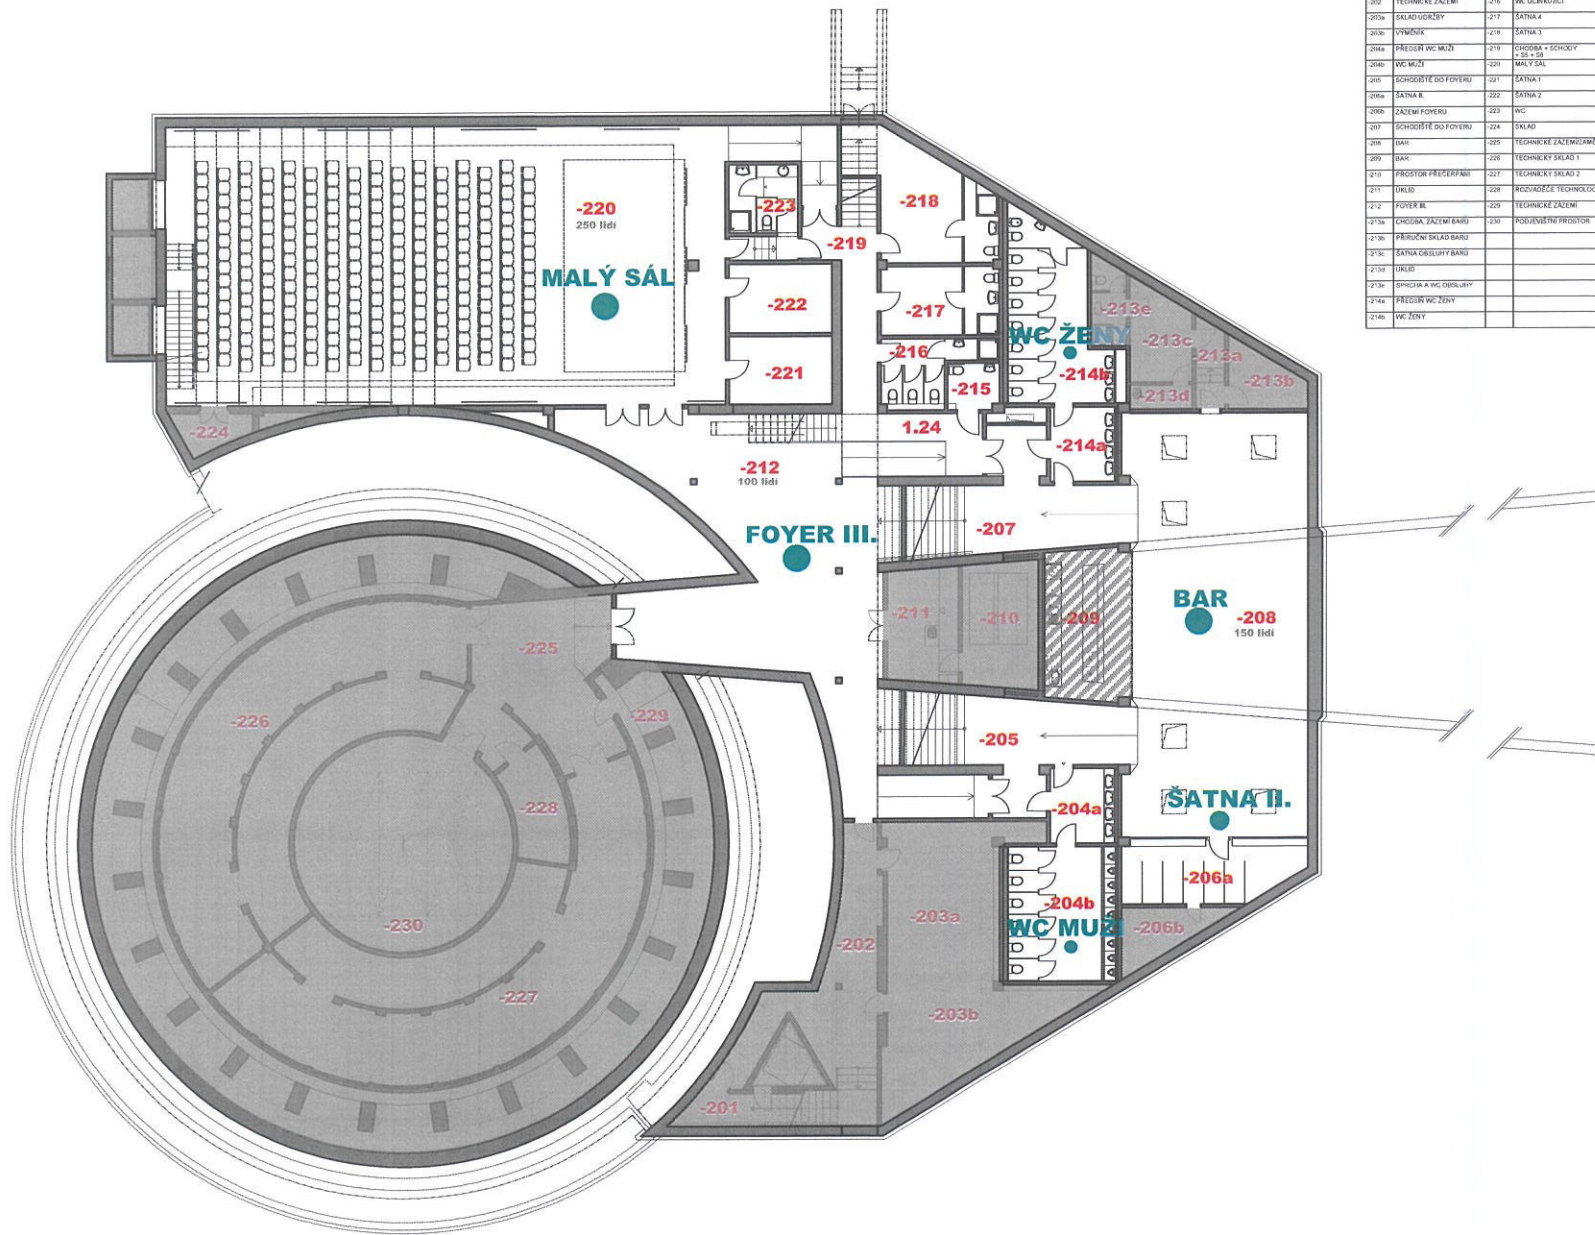 -202 TECHNICKÉ ZÁZEMÍ -216 WC ÚČINKUJÍCÍ
-203a SKLAD ÚDRŽBY -217 ŠATNA 4
-203b VÝMĚNÍK -218 ŠATNA 3
-204a PŘEDSÍŇ WC MUŽI -219 CHODBA + SCHODY
-204b WC MUŽI -220 MALÝ SÁL
-205 SCHODIŠTĚ DO FOYERU -221 ŠATNA 1
-206a ŠATNA II. -222 ŠATNA 2
-206b ZÁZEMÍ FOYERU -223 WC
-207 SCHODIŠTĚ DO FOYERU -224 SKLAD
-208 BAR -225
-209 BAR -226 TECHNICKÝ SKLAD 1
-210 PROSTOR PŘEČERPÁNÍ -227 TECHNICKÝ SKLAD 2
-211 ÚKLID -228
-212 FOYER III. -229 TECHNICKÉ ZÁZEMÍ
-213a CHODBA, ZÁZEMÍ BARU -230 PODJEVIŠTNÍ PROSTOR
-213b PŘÍRUČNÍ SKLAD BARU
-213c ŠATNA OBSLUHY BARU
-213d ÚKLID
-213e SPRCHA A WC OBSLUHY
-214a PŘEDSÍŇ WC ŽENY
-214b WC ŽENY
-220
250 lidí
MALÝ SÁL
-223
-219
-218
-222
-217
-221
-216
-215
WC ŽENY
-214b
-213e
-213c
-213a
-213b
-213d
-224
1.24
-214a
-212
100 lidí
FOYER III.
-207
-211
-210
-209
BAR
-208
150 lidí
-225
-226
-229
-205
-228
-204a
ŠATNA II.
-206a
-204b
-203a
WC MUŽI
-206b
-230
-202
-227
-203b
-201